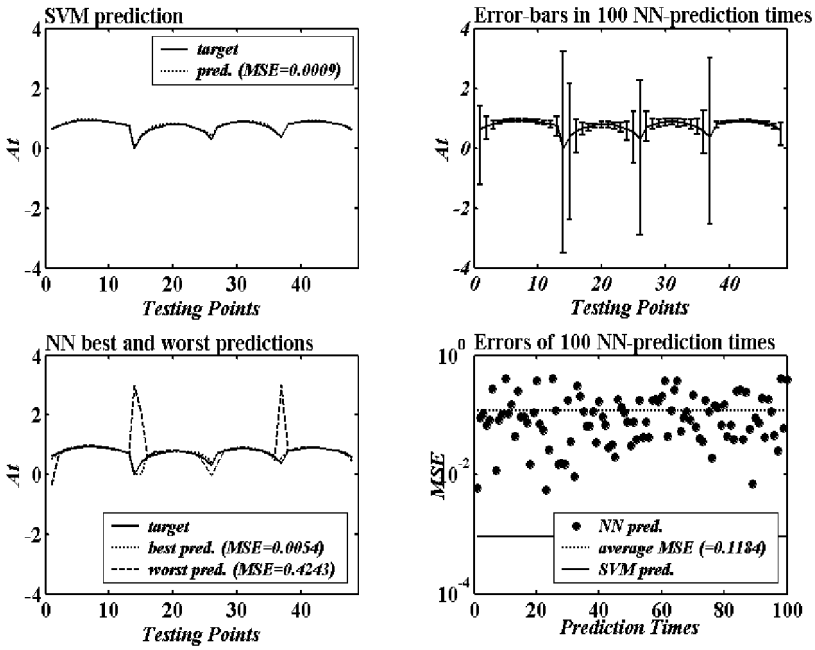 SVM prediction
4
2
0
-2
-4
At
target
pred. (MSE=0.0009)
0 10 20 30 40
Testing Points
Error-bars in 100 NN-prediction times
4
2
0
-2
-4
At
0 10 20 30 40
Testing Points
NN best and worst predictions
4
2
0
-2
-4
At
target
best pred. (MSE=0.0054)
worst pred. (MSE=0.4243)
0 10 20 30 40
Testing Points
Errors of 100 NN-prediction times
10^0
10^-2
10^-4
MSE
NN pred.
average MSE (=0.1184)
SVM pred.
0 20 40 60 80 100
Prediction Times